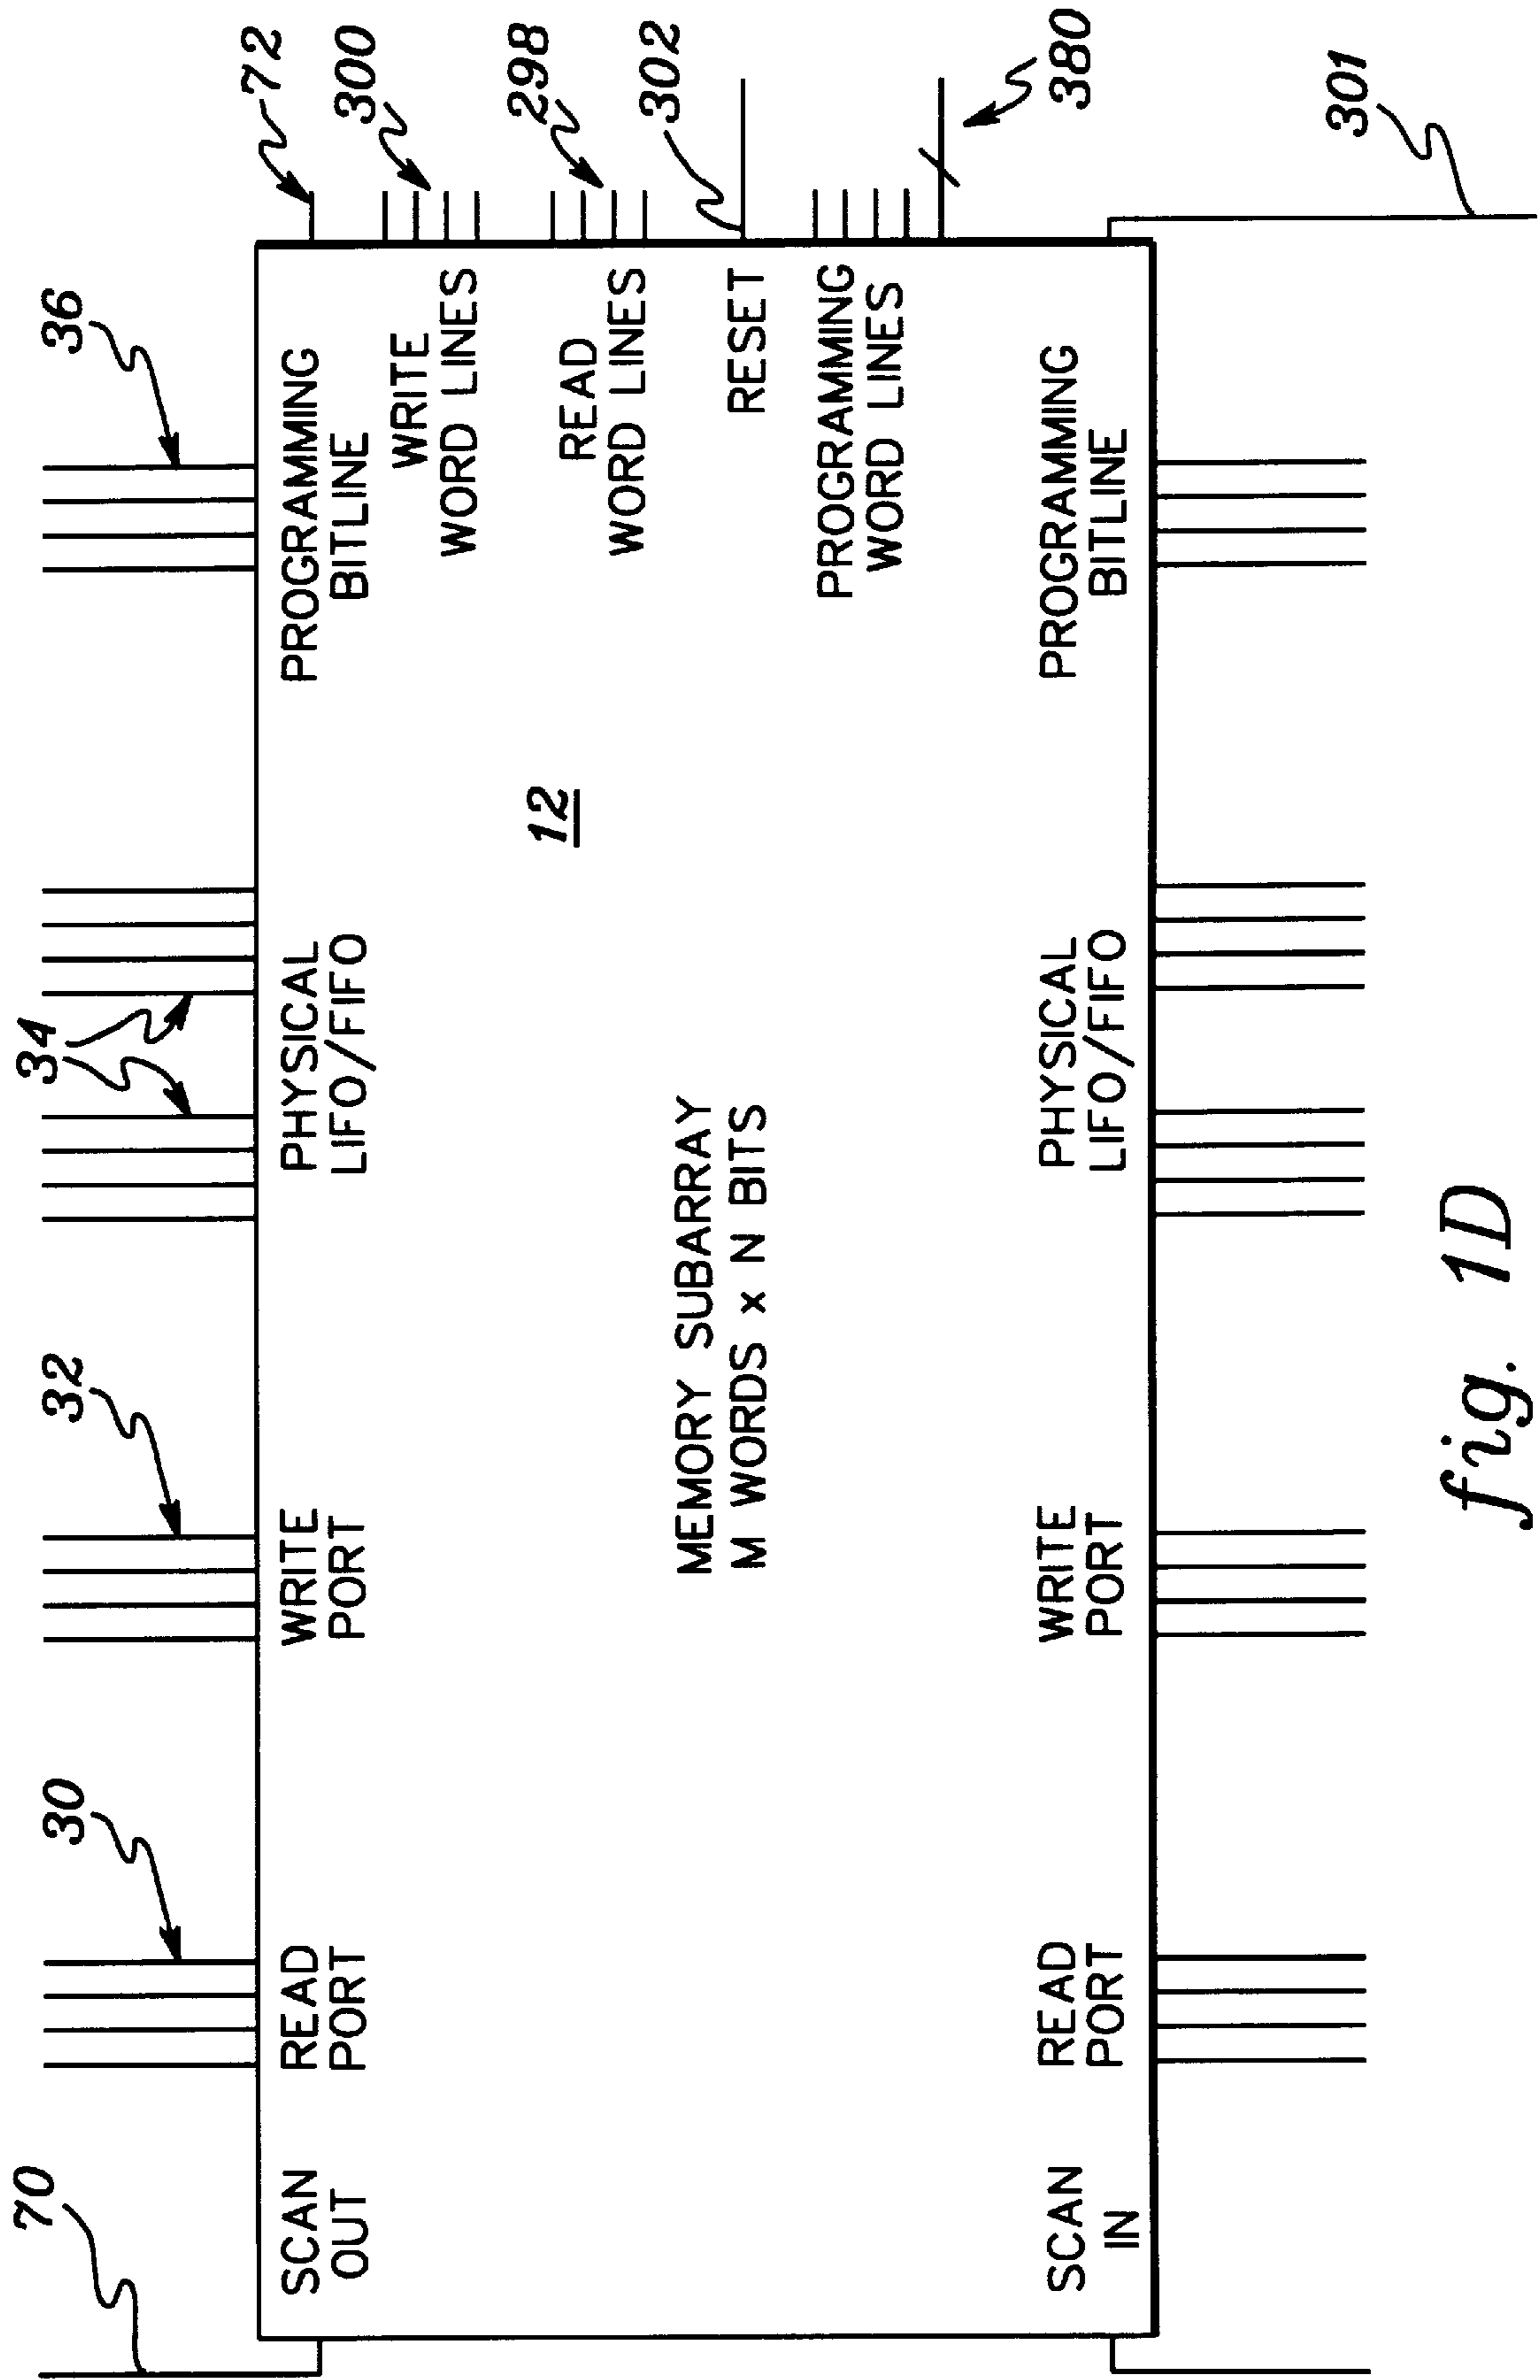 70
30
32
34
36
72
300
298
302
380
301
SCAN
OUT
READ
PORT
WRITE
PORT
PHYSICAL
LIFO/FIFO
PROGRAMMING
BITLINE
WRITE
WORD LINES
READ
WORD LINES
RESET
PROGRAMMING
WORD LINES
12
MEMORY SUBARRAY
M WORDS x N BITS
SCAN
IN
READ
PORT
WRITE
PORT
PHYSICAL
LIFO/FIFO
PROGRAMMING
BITLINE
fig. 1D